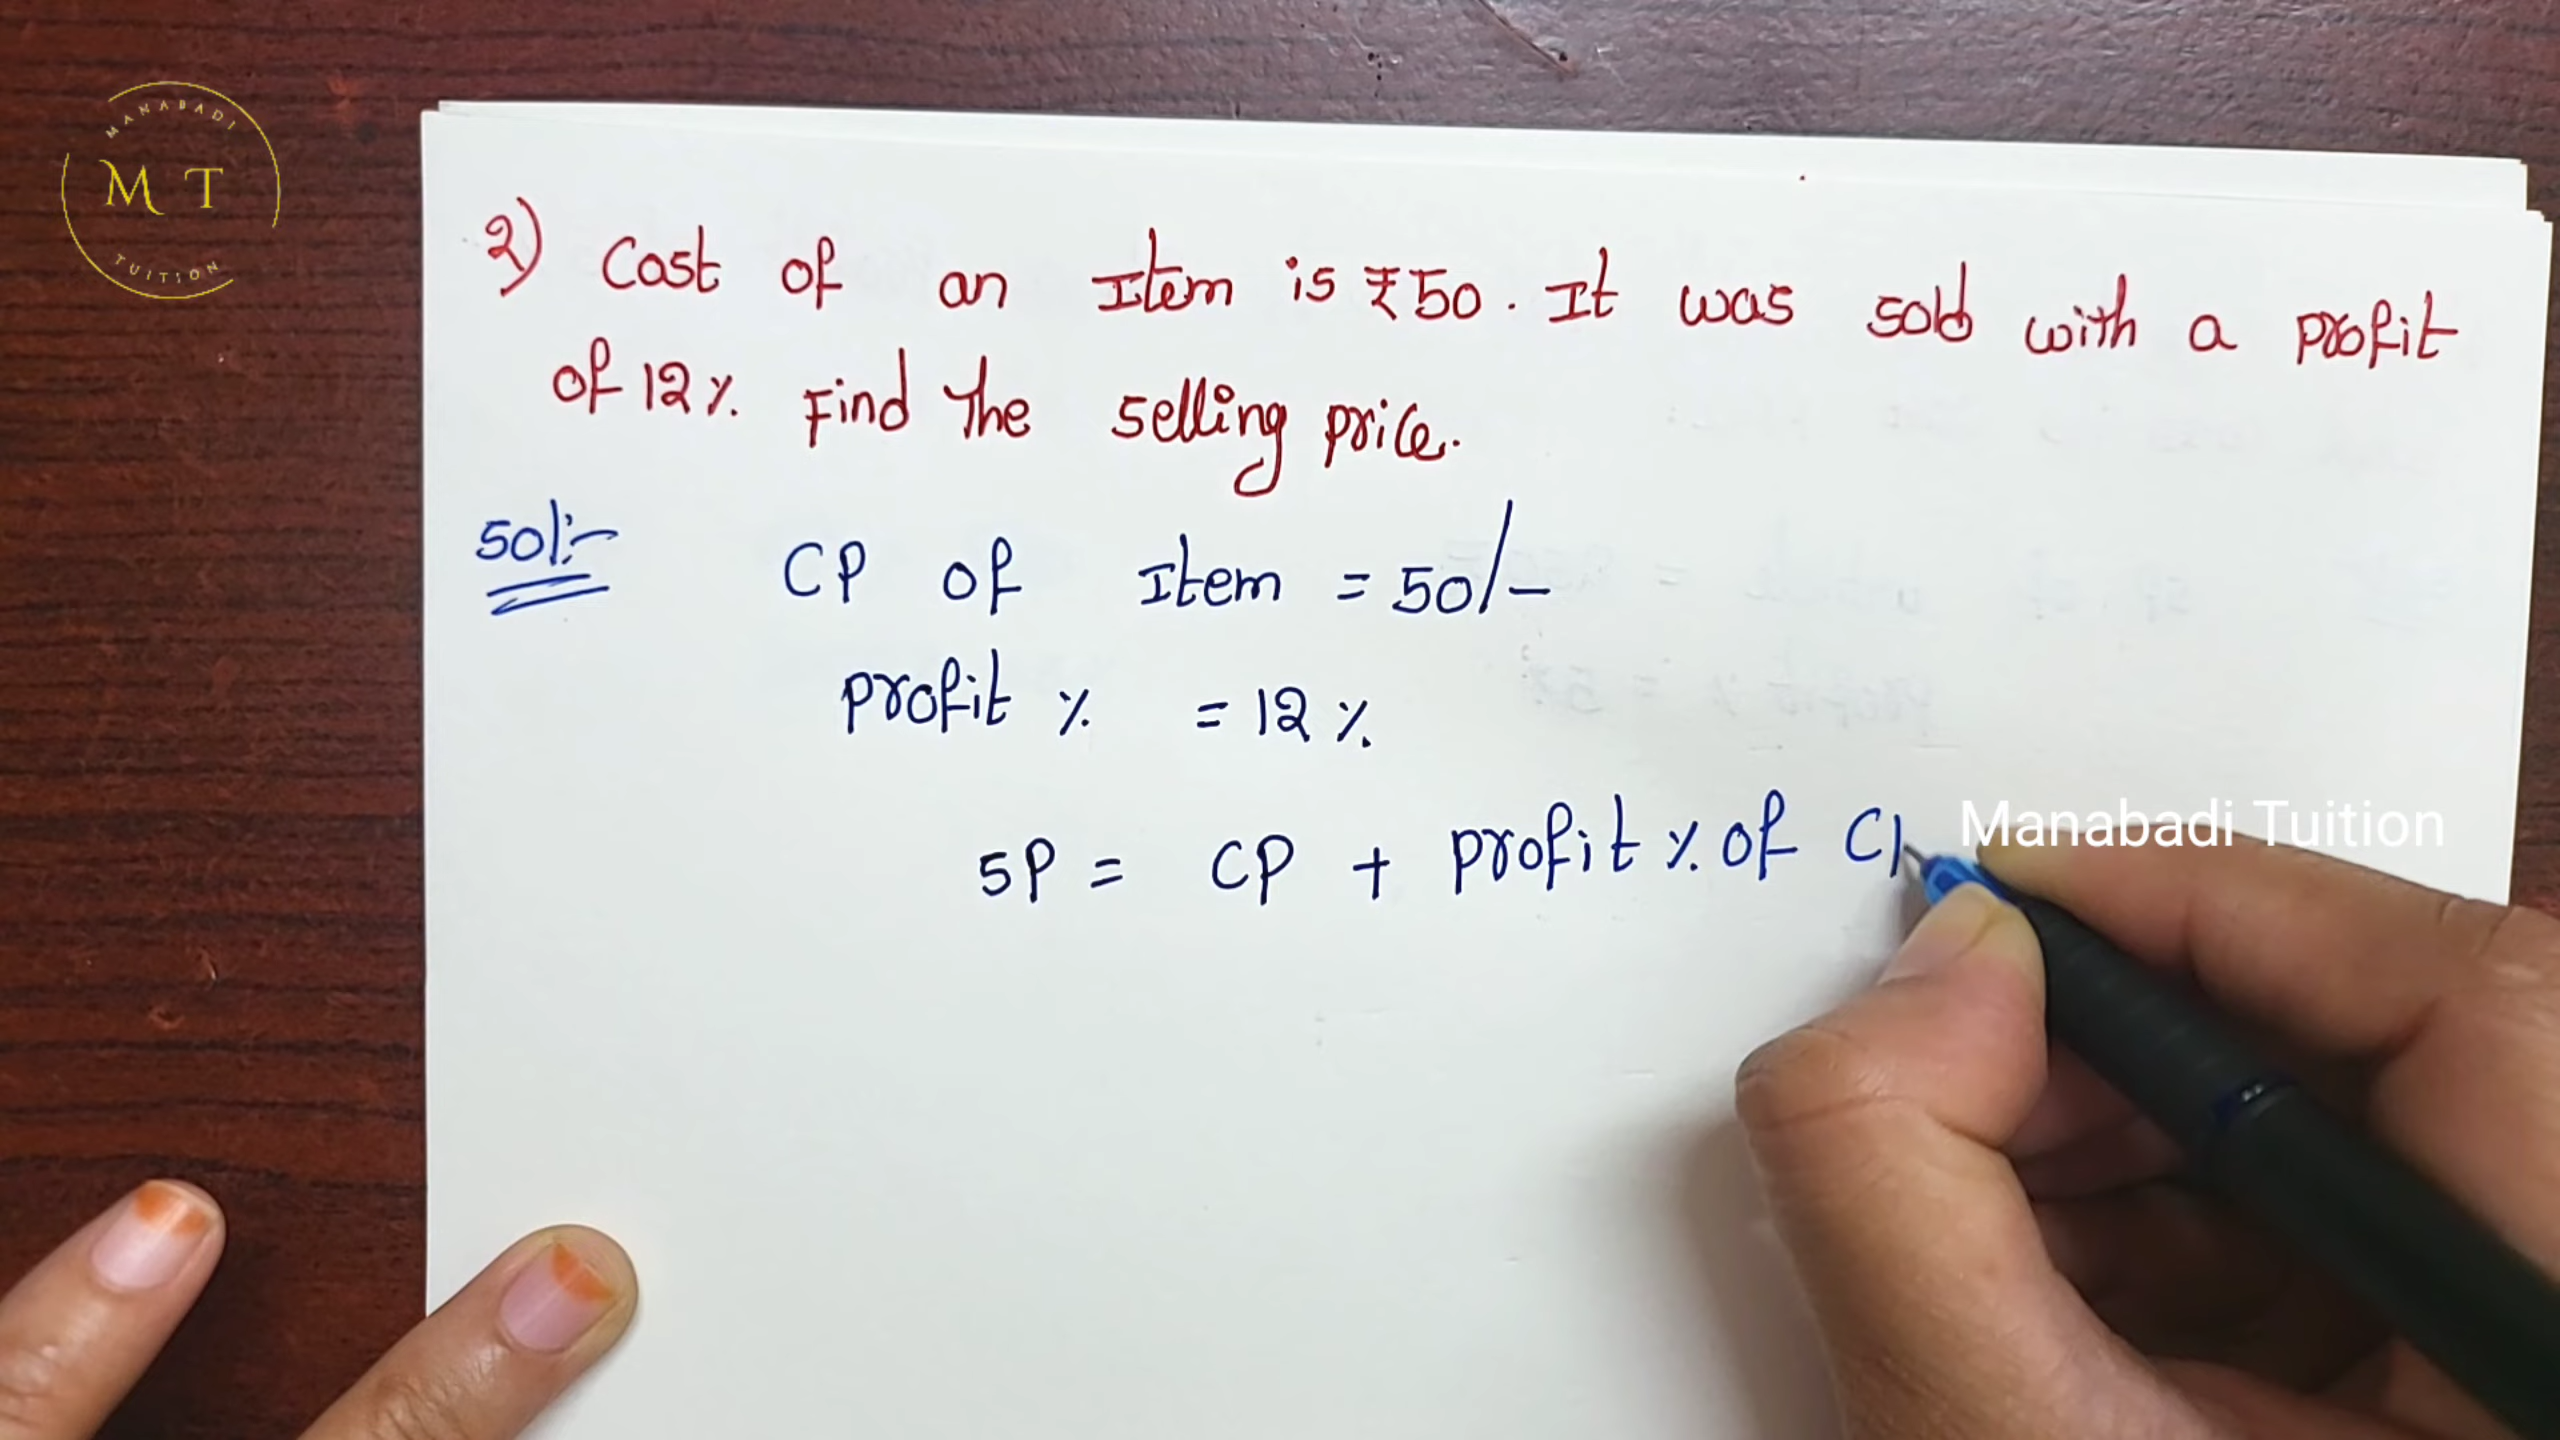 MANABADI
M T
TUITION
2) Cost of an Item is ₹50. It was sold with a profit
of 12% Find The selling price.
Sol:-
CP of Item = 50/-
profit % = 12%
SP = CP + profit % of C
Manabadi Tuition